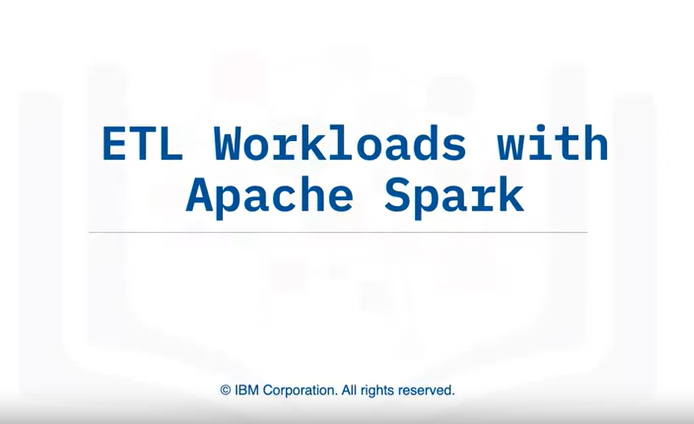 ETL Workloads with
Apache Spark
© IBM Corporation. All rights reserved.